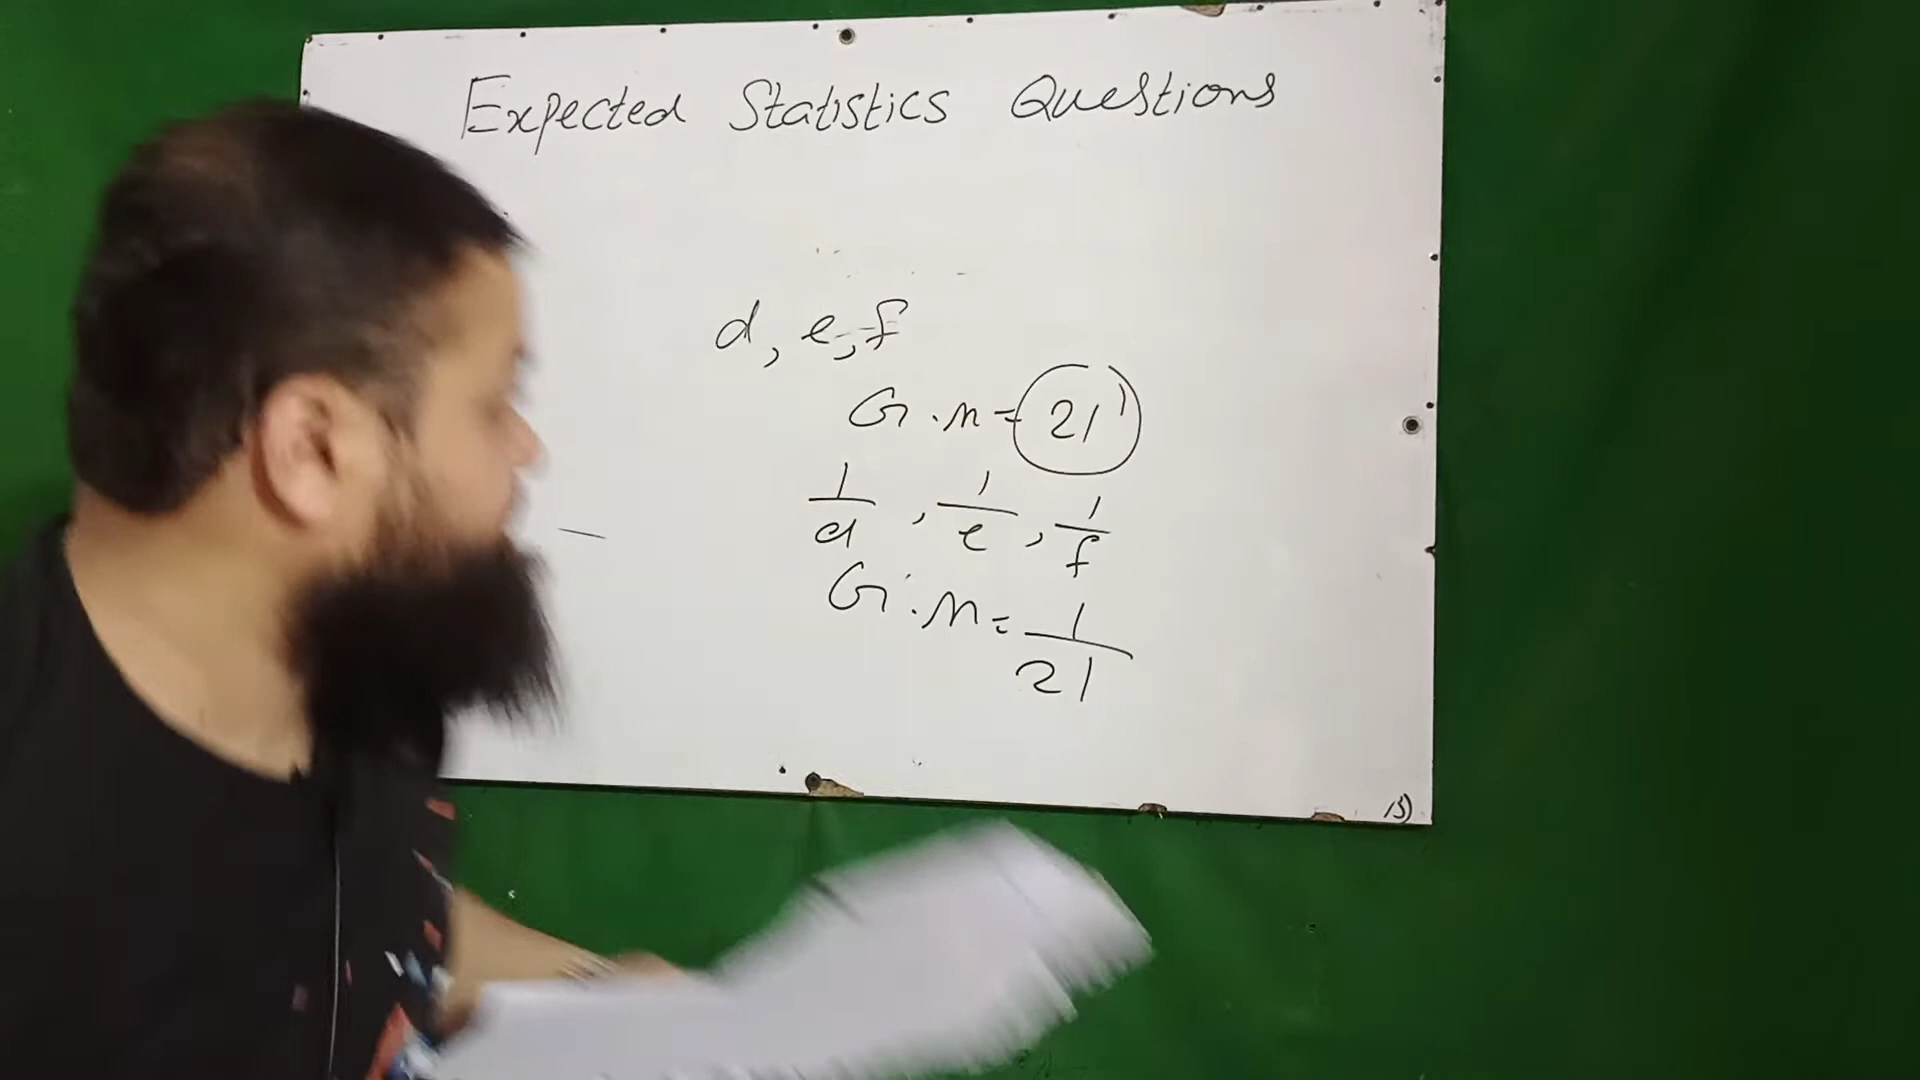 Expected Statistics Questions
d, e, f
G.M = 21
1/d, 1/e, 1/f
G.M = 1/21